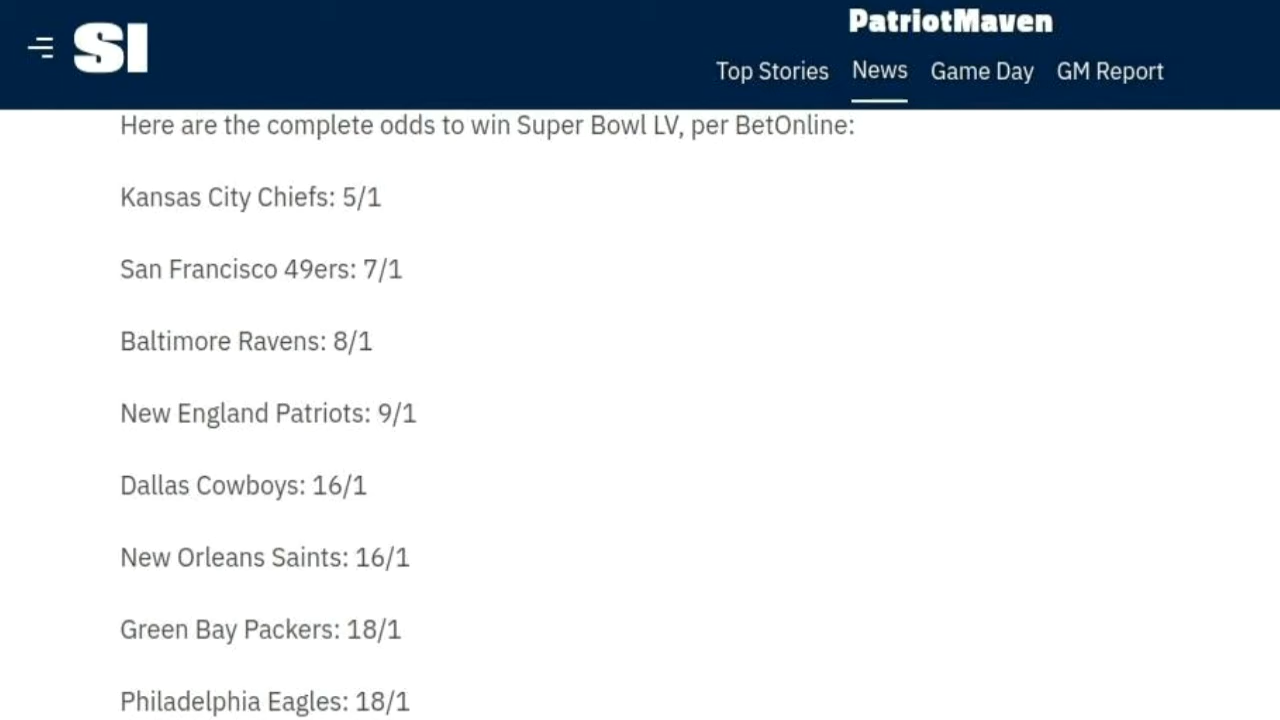 SI
PatriotMaven
Top Stories News Game Day GM Report
Here are the complete odds to win Super Bowl LV, per BetOnline:
Kansas City Chiefs: 5/1
San Francisco 49ers: 7/1
Baltimore Ravens: 8/1
New England Patriots: 9/1
Dallas Cowboys: 16/1
New Orleans Saints: 16/1
Green Bay Packers: 18/1
Philadelphia Eagles: 18/1